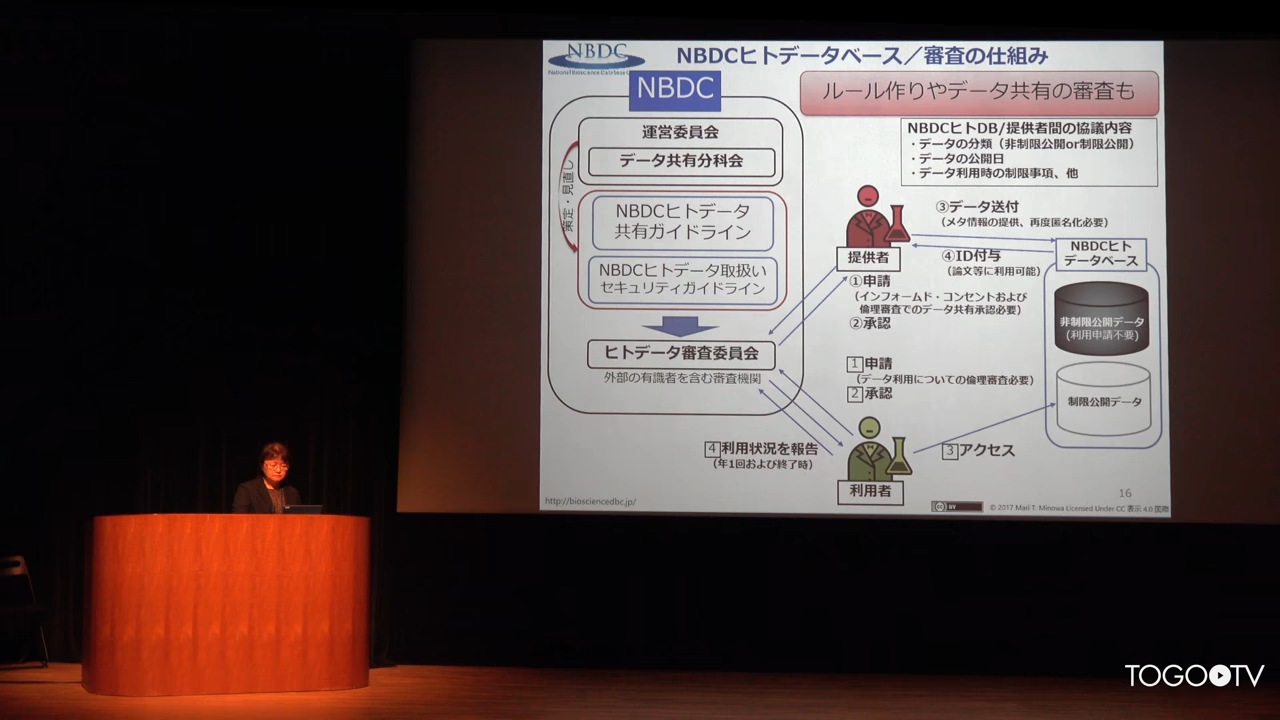 NBDC
NBDCヒトデータベース／審査の仕組み
NBDC
ルール作りやデータ共有の審査も
運営委員会
データ共有分科会
策定・見直し
NBDCヒトデータ
共有ガイドライン
NBDCヒトデータ取扱い
セキュリティガイドライン
ヒトデータ審査委員会
外部の有識者を含む審査機関
NBDCヒトDB/提供者間の協議内容
・データの分類（非制限公開or制限公開）
・データの公開日
・データ利用時の制限事項、他
③データ送付
（メタ情報の提供、再度匿名化必要）
④ID付与
（論文等に利用可能）
提供者
NBDCヒト
データベース
①申請
（インフォームド・コンセントおよび
倫理審査でのデータ共有承認必要）
②承認
非制限公開データ
(利用申請不要)
制限公開データ
1申請
（データ利用についての倫理審査必要）
2承認
3アクセス
4利用状況を報告
（年1回および終了時）
利用者
http://biosciencedbc.jp/
16
cc BY
© 2017 Mari T. Minowa Licensed Under CC 表示 4.0 国際
TOGOTV